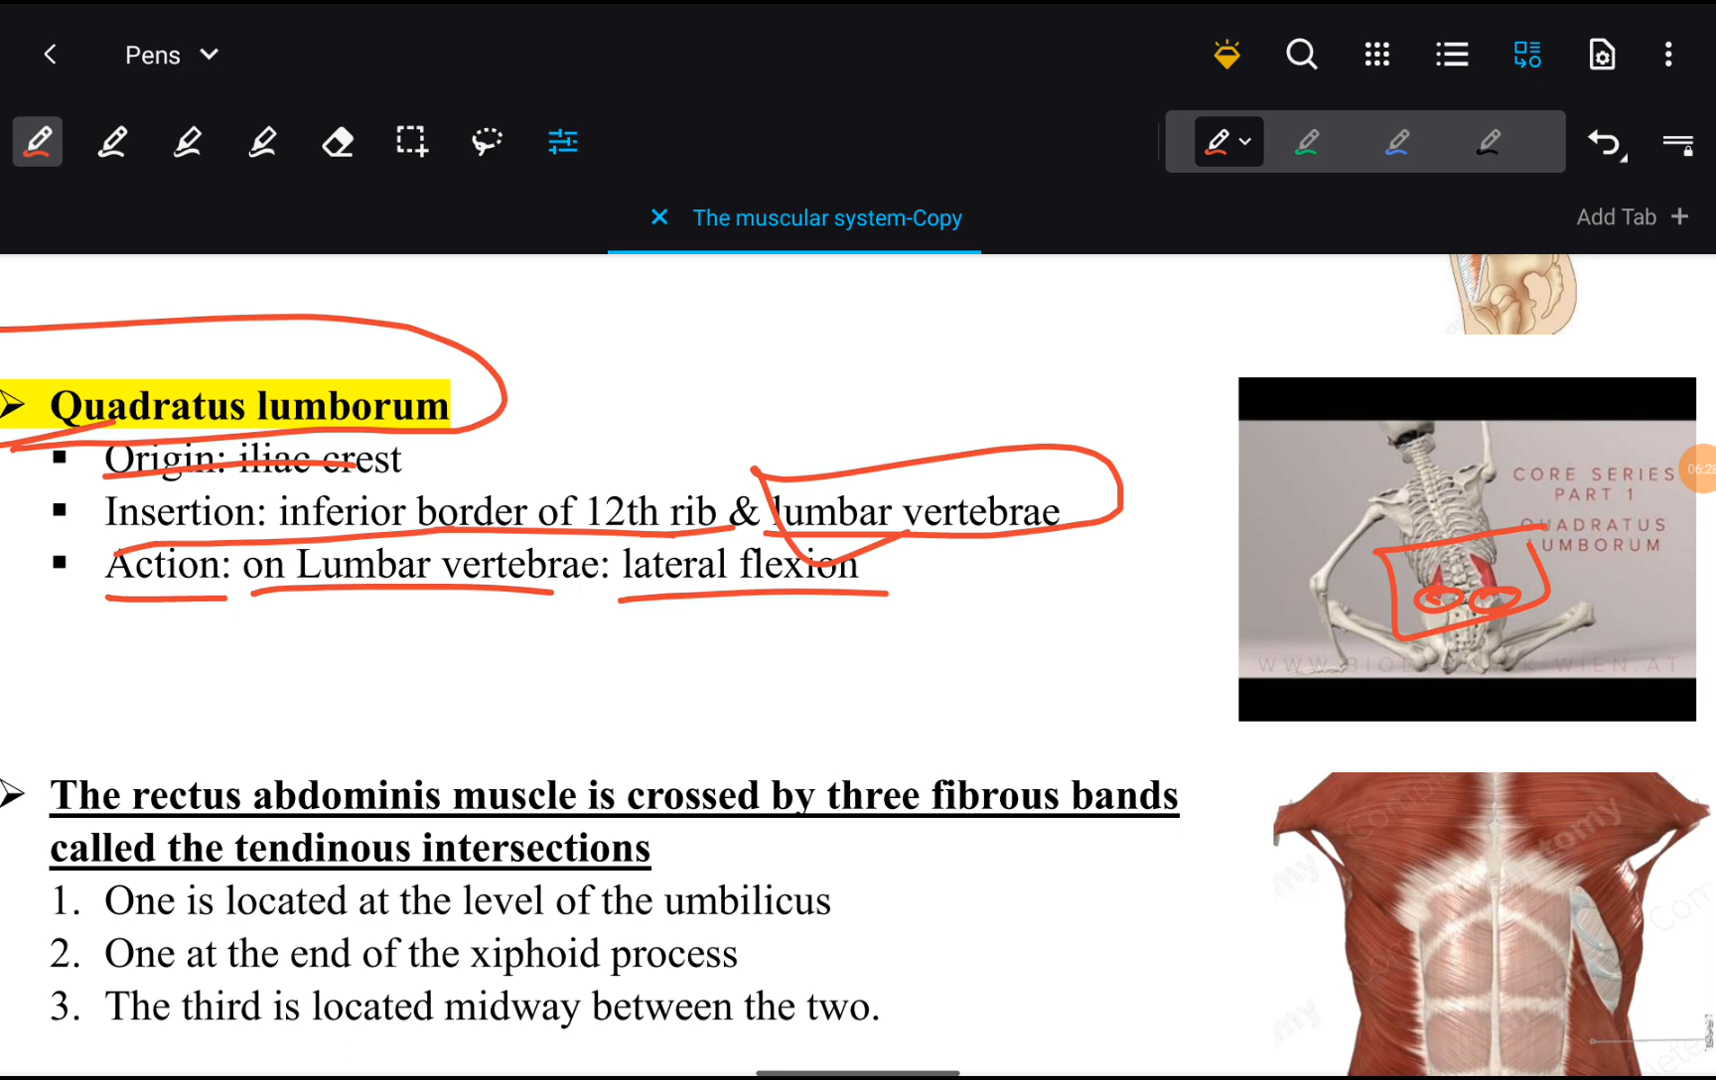 Pens
The muscular system-Copy
Add Tab +
Quadratus lumborum
Origin: iliac crest
Insertion: inferior border of 12th rib & lumbar vertebrae
Action: on Lumbar vertebrae: lateral flexion
CORE SERIES
PART 1
QUADRATUS
LUMBORUM
06:28
The rectus abdominis muscle is crossed by three fibrous bands
called the tendinous intersections
1. One is located at the level of the umbilicus
2. One at the end of the xiphoid process
3. The third is located midway between the two.